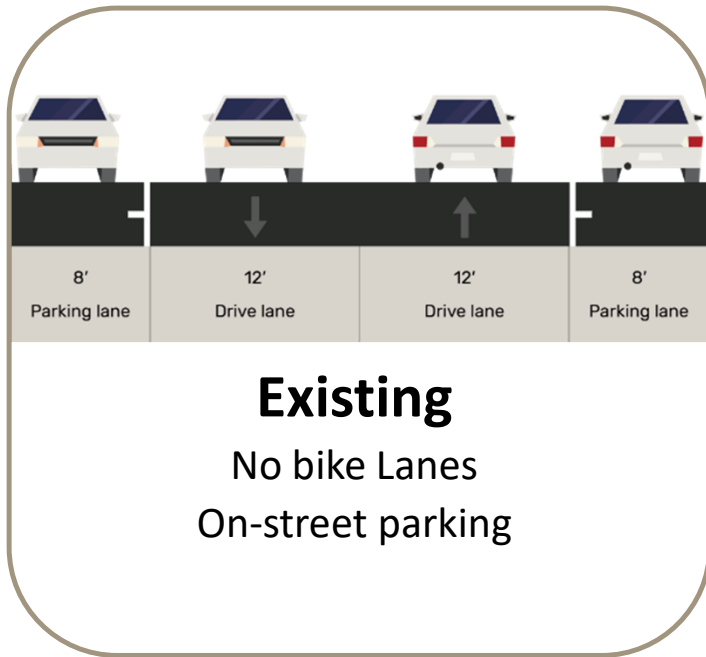 8′ 12′ 12′ 8′
Parking lane Drive lane Drive lane Parking lane
Existing
No bike Lanes
On-street parking